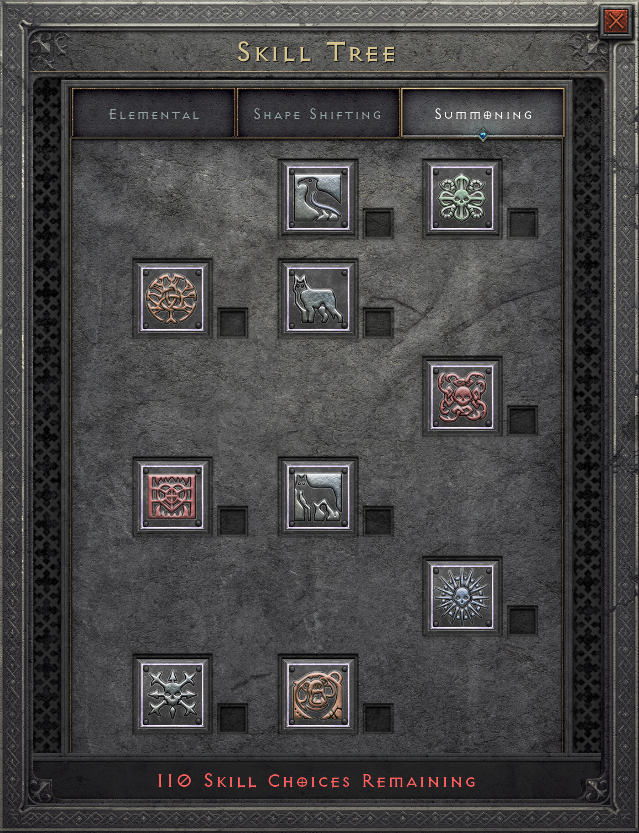 Skill Tree
Elemental
Shape Shifting
Summoning
110 Skill Choices Remaining